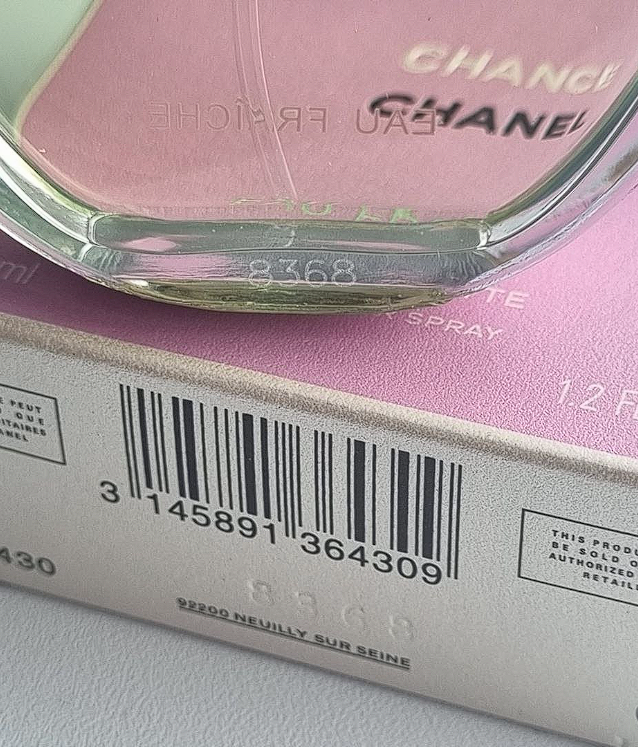 CHANCE
CHANEL
EAU FRAÎCHE
8368
ml
TE
SPRAY
1.2 F
E PEUT
QUE
ITAIRES
ANEL
3 145891 364309
THIS PRODU
BE SOLD O
AUTHORIZED
RETAIL
430
8368
92200 NEUILLY SUR SEINE